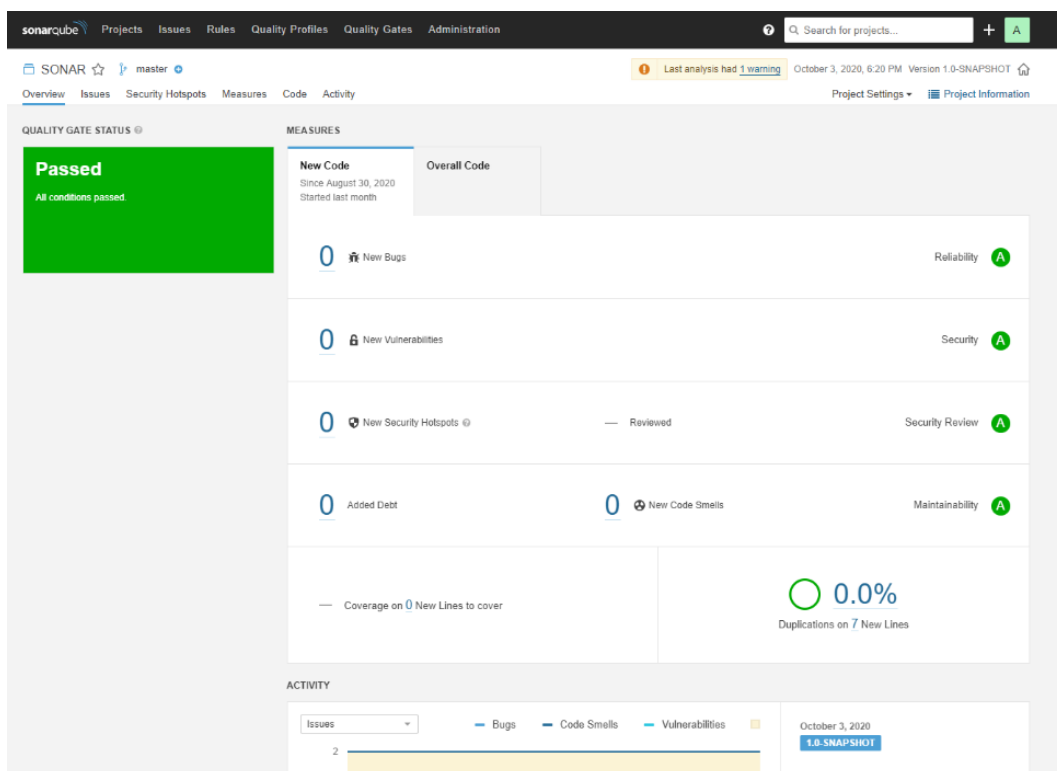 sonarqube Projects Issues Rules Quality Profiles Quality Gates Administration ? Search for projects... + A
SONAR master Last analysis had 1 warning October 3, 2020, 6:20 PM Version 1.0-SNAPSHOT
Overview Issues Security Hotspots Measures Code Activity Project Settings Project Information
QUALITY GATE STATUS
Passed
All conditions passed.
MEASURES
New Code
Since August 30, 2020
Started last month
Overall Code
0 New Bugs Reliability A
0 New Vulnerabilities Security A
0 New Security Hotspots — Reviewed Security Review A
0 Added Debt 0 New Code Smells Maintainability A
— Coverage on 0 New Lines to cover
0.0%
Duplications on 7 New Lines
ACTIVITY
Issues Bugs Code Smells Vulnerabilities
2
October 3, 2020
1.0-SNAPSHOT